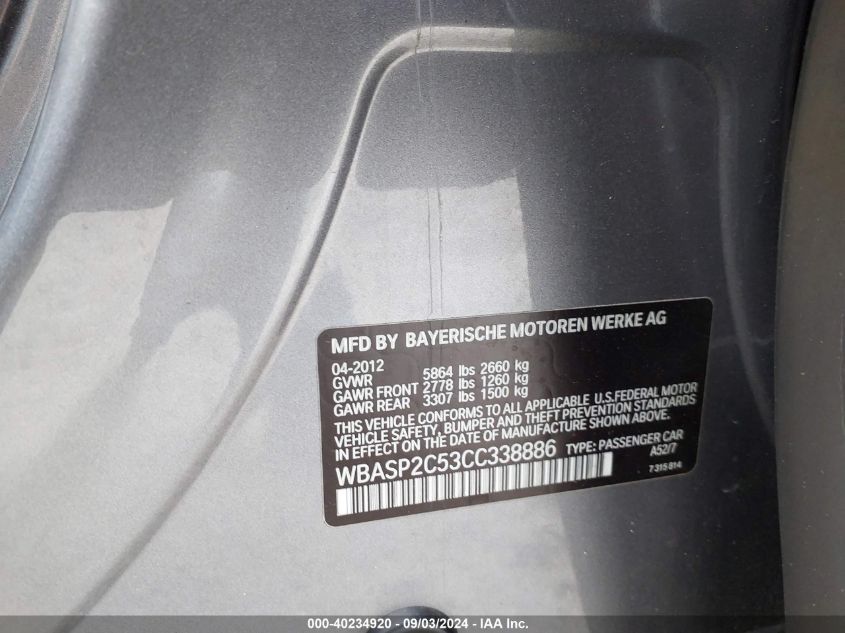 MFD BY BAYERISCHE MOTOREN WERKE AG
04-2012
GVWR 5864 lbs 2660 kg
GAWR FRONT 2778 lbs 1260 kg
GAWR REAR 3307 lbs 1500 kg
THIS VEHICLE CONFORMS TO ALL APPLICABLE U.S.FEDERAL MOTOR
VEHICLE SAFETY, BUMPER AND THEFT PREVENTION STANDARDS
IN EFFECT ON THE DATE OF MANUFACTURE SHOWN ABOVE.
WBASP2C53CC338886 TYPE: PASSENGER CAR
A52/7
7315814
000-40234920 - 09/03/2024 - IAA Inc.